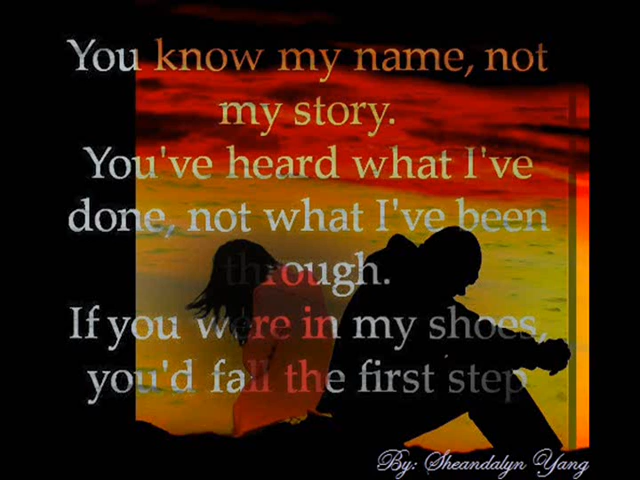 You know my name, not
my story.
You've heard what I've
done, not what I've been
through.
If you were in my shoes,
you'd fall the first step
By: Sheandalyn Yang